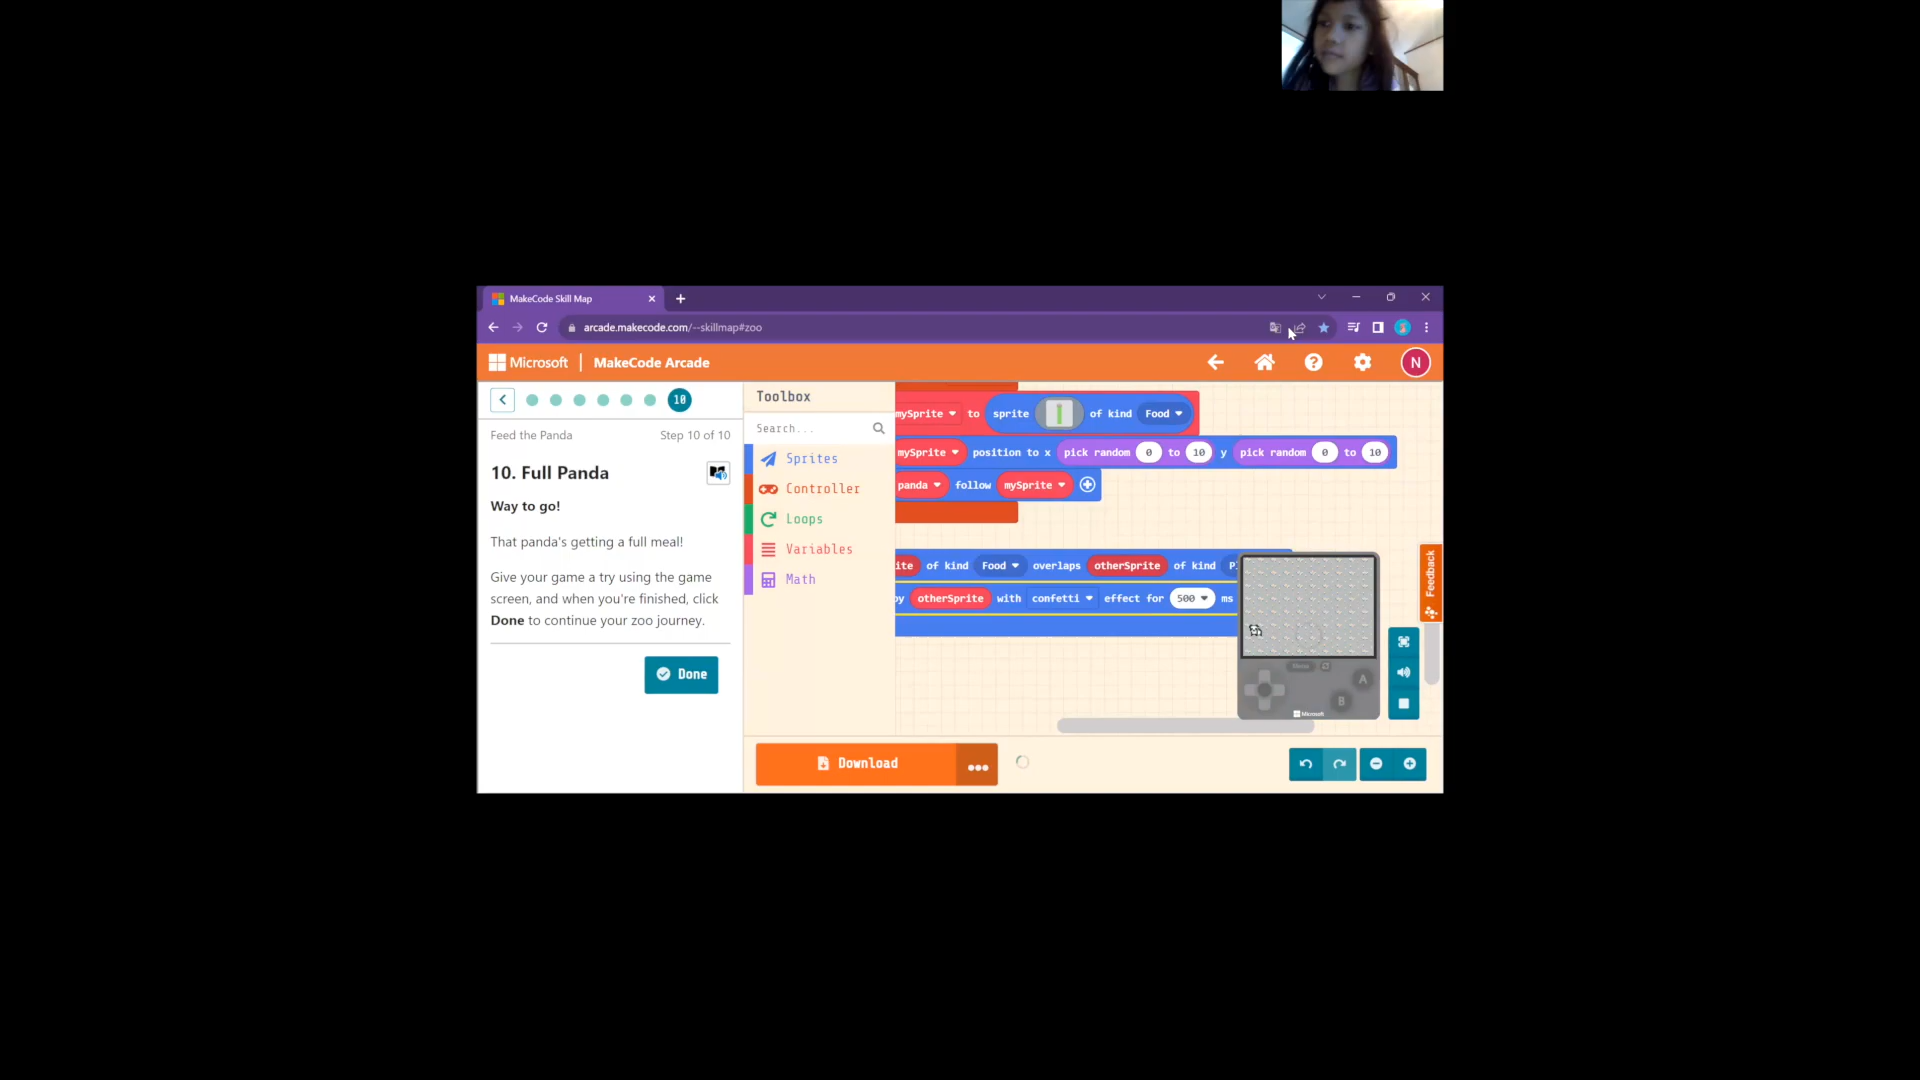 MakeCode Skill Map
arcade.makecode.com/--skillmap#zoo
Microsoft | MakeCode Arcade
N
10
Feed the Panda
Step 10 of 10
10. Full Panda
Way to go!
That panda's getting a full meal!
Give your game a try using the game
screen, and when you're finished, click
Done to continue your zoo journey.
Done
Toolbox
Search...
Sprites
Controller
Loops
Variables
Math
mySprite to sprite of kind Food
mySprite position to x pick random 0 to 10 y pick random 0 to 10
panda follow mySprite
of kind Food overlaps otherSprite of kind
otherSprite with confetti effect for 500 ms
Menu
A
B
Microsoft
Feedback
Download